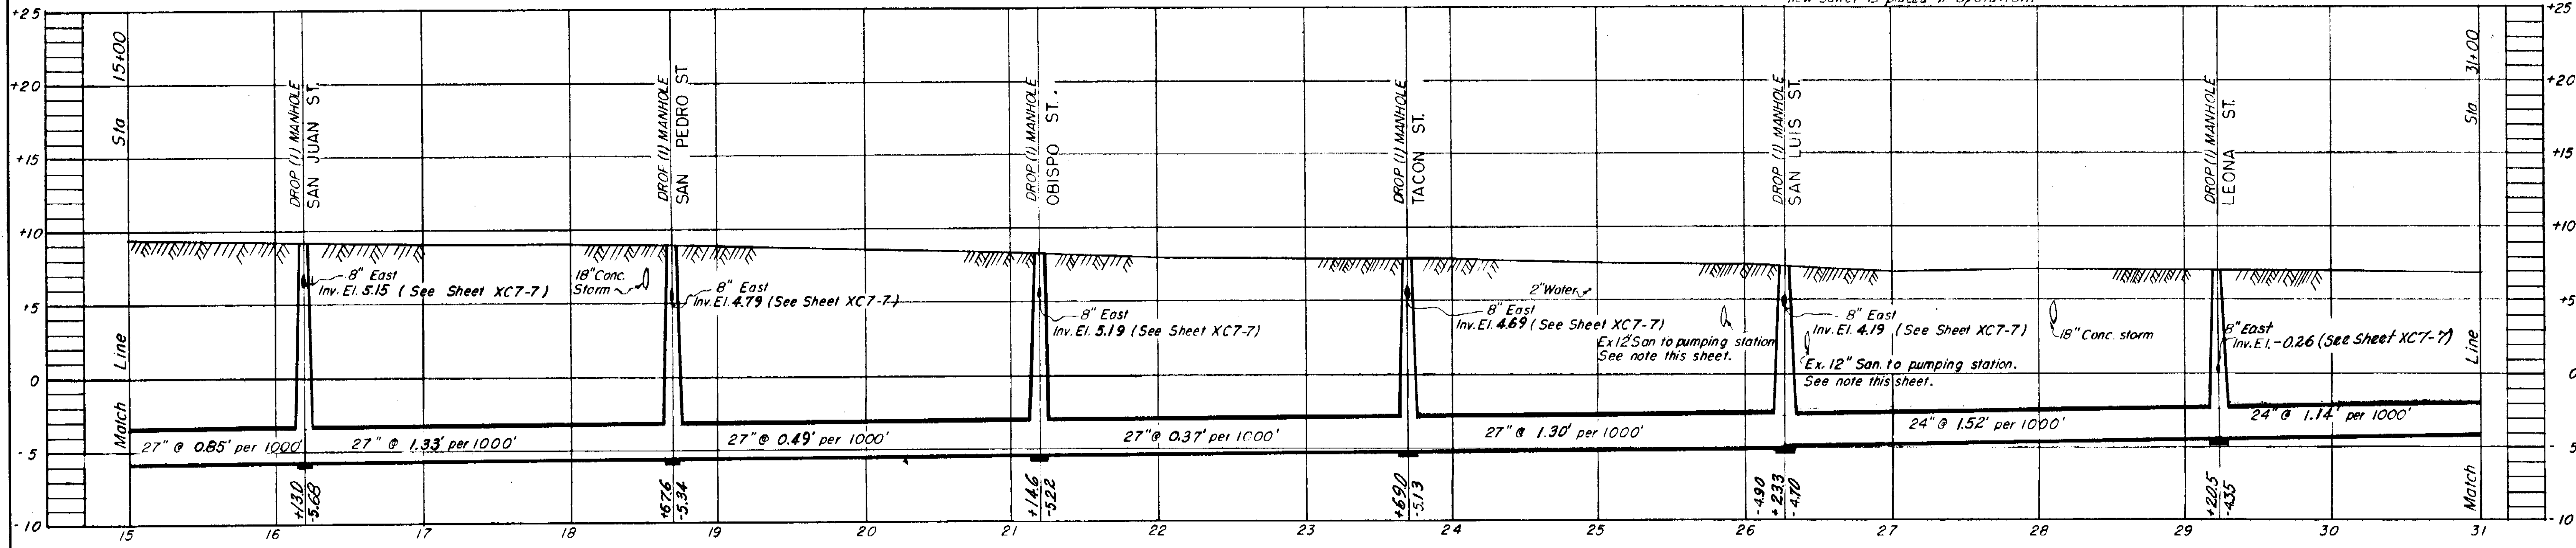 +25
+20
+15
+10
+5
0
-5
-10
Sta 15+00
Match Line
DROP (1) MANHOLE
SAN JUAN ST.
8" East
Inv. El. 5.15 (See Sheet XC7-7)
18" Conc.
Storm
DROP (1) MANHOLE
SAN PEDRO ST
8" East
Inv. El. 4.79 (See Sheet XC7-7)
DROP (1) MANHOLE
OBISPO ST.
8" East
Inv. El. 5.19 (See Sheet XC7-7)
DROP (1) MANHOLE
TACON ST.
8" East
Inv. El. 4.69 (See Sheet XC7-7)
2" Water
Ex 12" San to pumping station
See note this sheet.
DROP (1) MANHOLE
SAN LUIS ST.
8" East
Inv. El. 4.19 (See Sheet XC7-7)
Ex. 12" San. to pumping station.
See note this sheet.
18" Conc. storm
DROP (1) MANHOLE
LEONA ST.
8" East
Inv. El. -0.26 (See Sheet XC7-7)
Sta 31+00
Match Line
+25
+20
+15
+10
+5
0
5
10
27" @ 0.85' per 1000'
27" @ 1.33' per 1000'
27" @ 0.49' per 1000'
27" @ 0.37' per 1000'
27" @ 1.30' per 1000'
24" @ 1.52' per 1000'
24" @ 1.14' per 1000'
+13.0
-5.68
+67.6
-5.34
+14.6
-5.22
+69.0
-5.13
-4.90
+23.3
-4.70
+20.5
-4.35
15 16 17 18 19 20 21 22 23 24 25 26 27 28 29 30 31